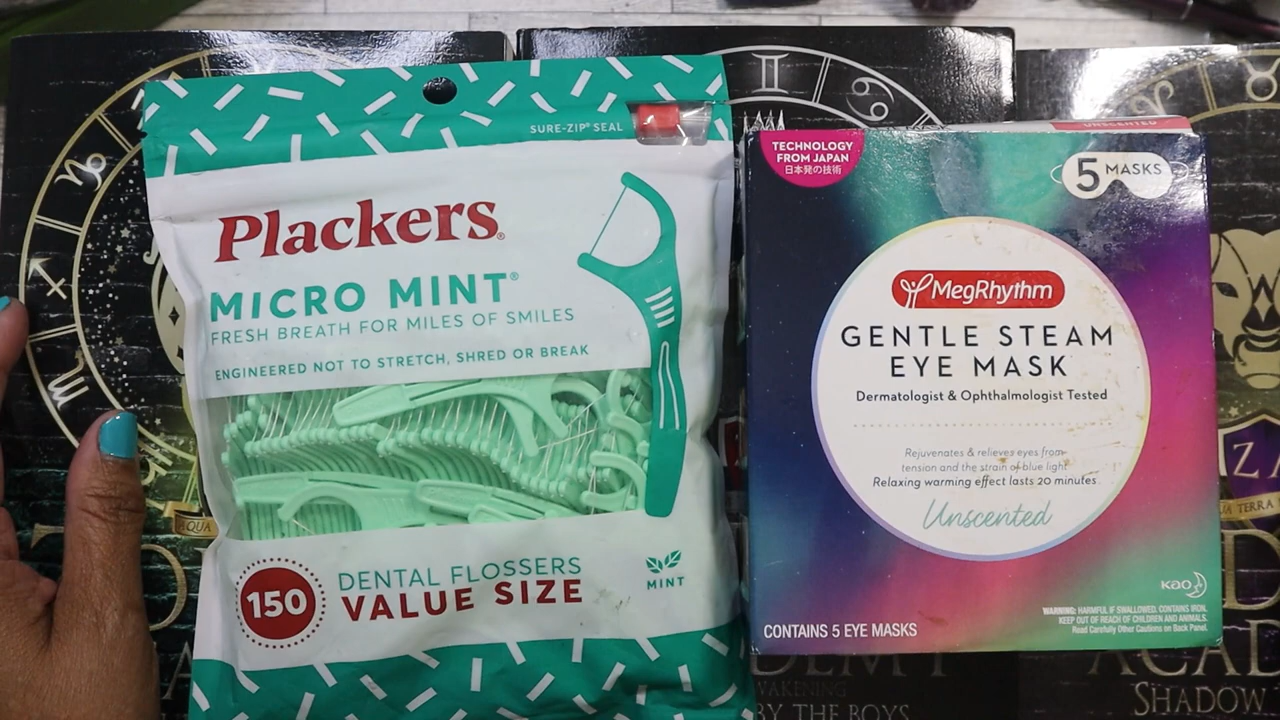 SURE-ZIP® SEAL
Plackers®
MICRO MINT®
FRESH BREATH FOR MILES OF SMILES
ENGINEERED NOT TO STRETCH, SHRED OR BREAK
150
DENTAL FLOSSERS
VALUE SIZE
MINT
UNSCENTED
TECHNOLOGY
FROM JAPAN
日本発の技術
5 MASKS
MegRhythm
GENTLE STEAM
EYE MASK
Dermatologist & Ophthalmologist Tested
Rejuvenates & relieves eyes from
tension and the strain of blue light
Relaxing warming effect lasts 20 minutes
Unscented
Kao
WARNING: HARMFUL IF SWALLOWED. CONTAINS IRON.
KEEP OUT OF REACH OF CHILDREN AND ANIMALS.
Read Carefully Other Cautions on Back Panel.
CONTAINS 5 EYE MASKS
AQUA
TERRA
BY THE BOYS
SHADOW